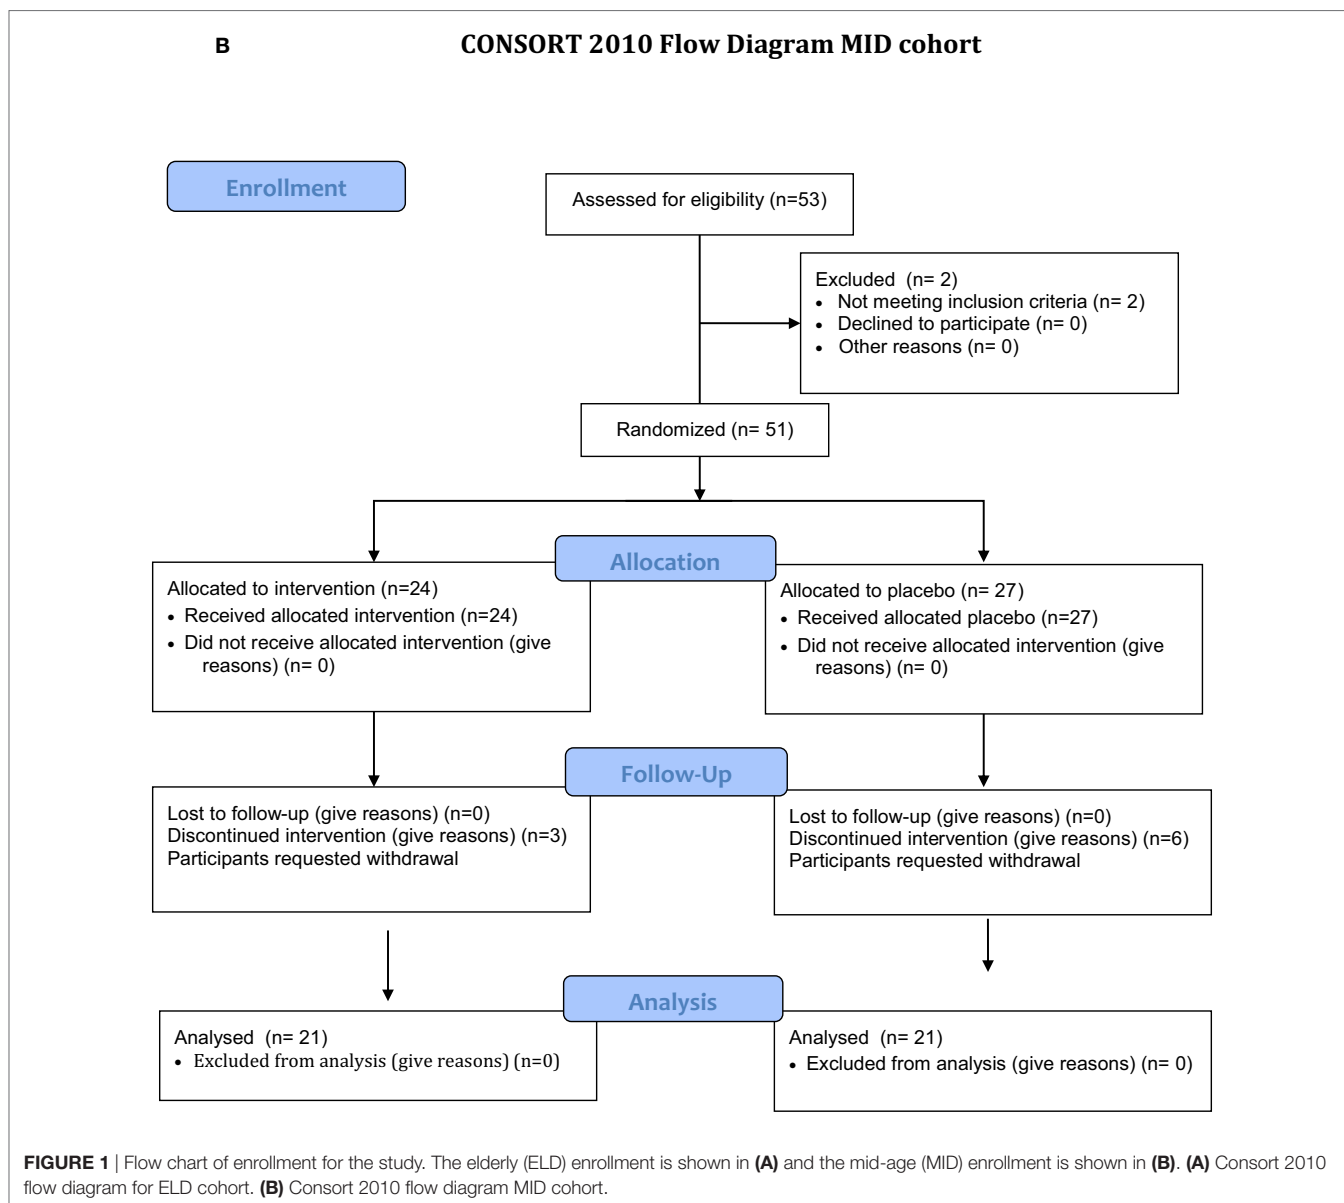 B
CONSORT 2010 Flow Diagram MID cohort
Enrollment
Assessed for eligibility (n=53)
Excluded (n= 2)
• Not meeting inclusion criteria (n= 2)
• Declined to participate (n= 0)
• Other reasons (n= 0)
Randomized (n= 51)
Allocation
Allocated to intervention (n=24)
• Received allocated intervention (n=24)
• Did not receive allocated intervention (give
reasons) (n= 0)
Allocated to placebo (n= 27)
• Received allocated placebo (n=27)
• Did not receive allocated intervention (give
reasons) (n= 0)
Follow-Up
Lost to follow-up (give reasons) (n=0)
Discontinued intervention (give reasons) (n=3)
Participants requested withdrawal
Lost to follow-up (give reasons) (n=0)
Discontinued intervention (give reasons) (n=6)
Participants requested withdrawal
Analysis
Analysed (n= 21)
• Excluded from analysis (give reasons) (n=0)
Analysed (n= 21)
• Excluded from analysis (give reasons) (n= 0)
FIGURE 1 | Flow chart of enrollment for the study. The elderly (ELD) enrollment is shown in (A) and the mid-age (MID) enrollment is shown in (B). (A) Consort 2010
flow diagram for ELD cohort. (B) Consort 2010 flow diagram MID cohort.